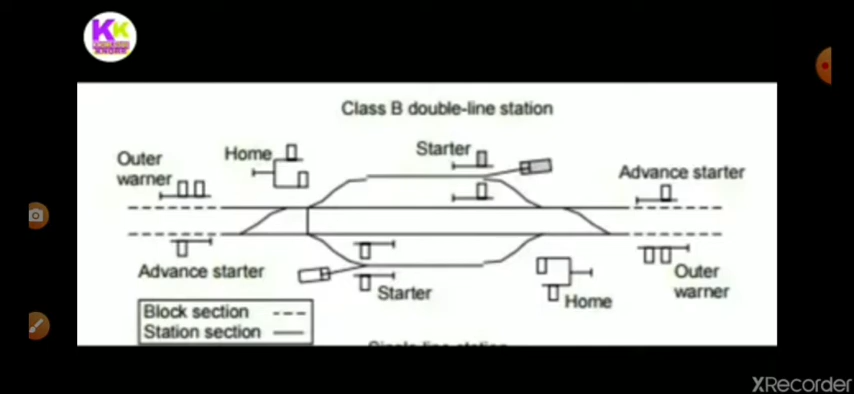 KK
Class B double-line station
Outer
warner
Home
Starter
Advance starter
Advance starter
Starter
Home
Outer
warner
Block section
Station section
XRecorder